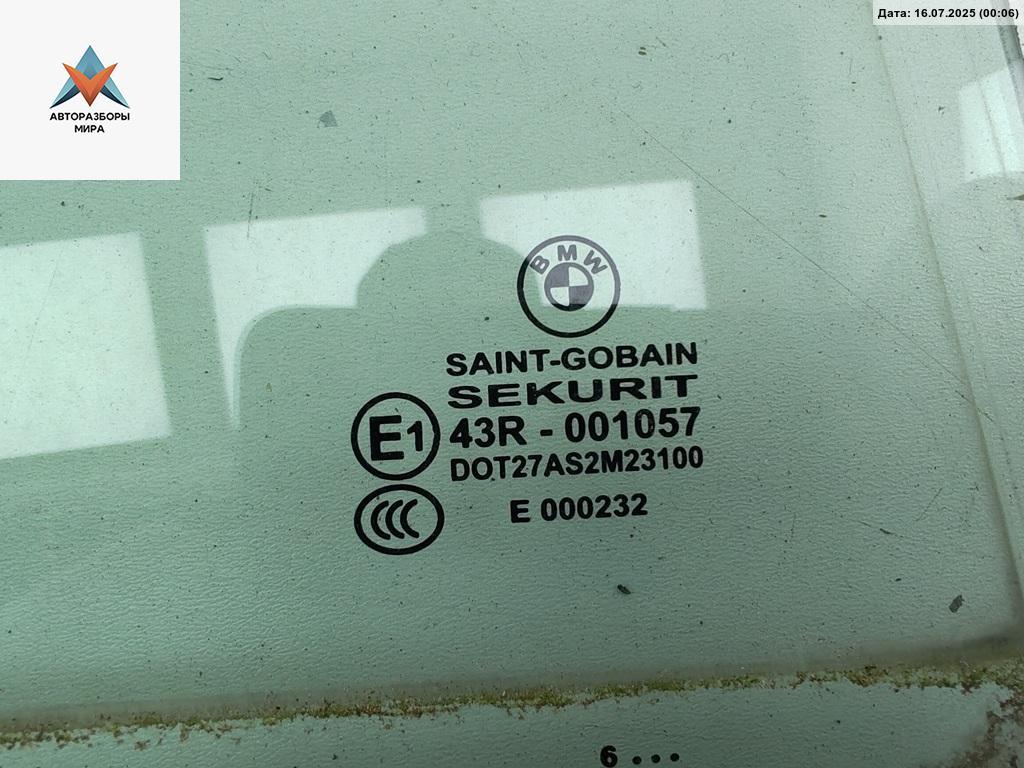 Дата: 16.07.2025 (00:06)
АВТОРАЗБОРЫ
МИРА
BMW
SAINT-GOBAIN
SEKURIT
E1 43R - 001057
DOT27AS2M23100
CCC E 000232
6 ...